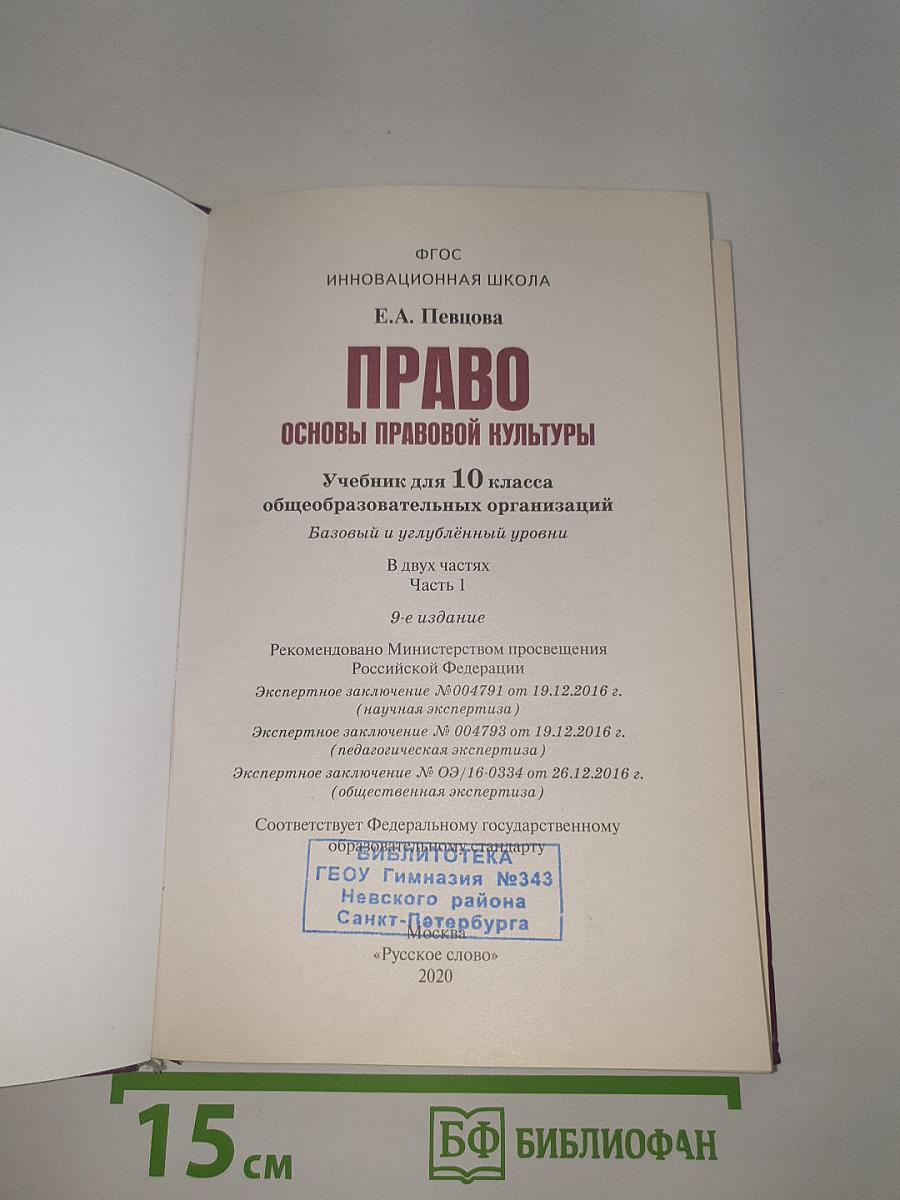 ФГОС
ИННОВАЦИОННАЯ ШКОЛА
Е.А. Певцова
ПРАВО
ОСНОВЫ ПРАВОВОЙ КУЛЬТУРЫ
Учебник для 10 класса
общеобразовательных организаций
Базовый и углублённый уровни
В двух частях
Часть 1
9-е издание
Рекомендовано Министерством просвещения
Российской Федерации
Экспертное заключение №004791 от 19.12.2016 г.
(научная экспертиза)
Экспертное заключение № 004793 от 19.12.2016 г.
(педагогическая экспертиза)
Экспертное заключение № ОЭ/16-0334 от 26.12.2016 г.
(общественная экспертиза)
Соответствует Федеральному государственному
образовательному стандарту
БИБЛИОТЕКА
ГБОУ Гимназия №343
Невского района
Санкт-Петербурга
Москва
«Русское слово»
2020
15 см
БФ БИБЛИОФАН